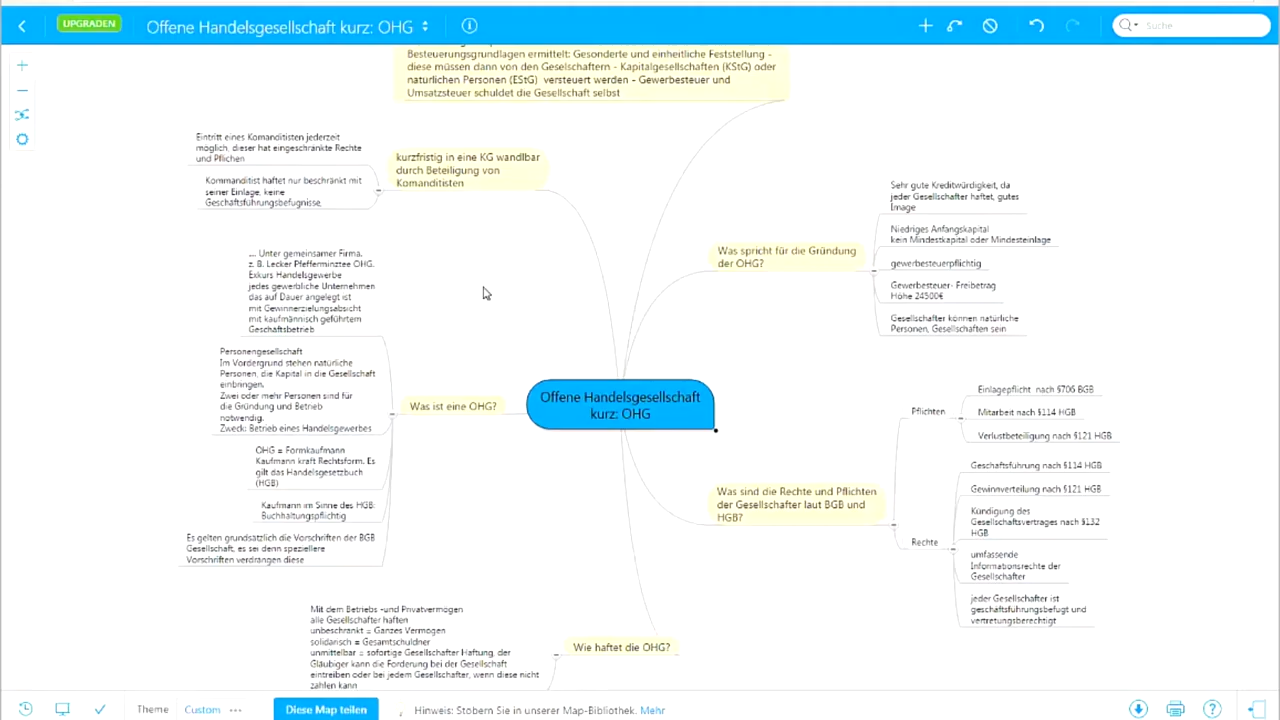 UPGRADEN
Offene Handelsgesellschaft kurz: OHG
Suche
Besteuerungsgrundlagen ermittelt: Gesonderte und einheitliche Feststellung -
diese müssen dann von den Geselschaftern - Kapitalgesellschaften (KStG) oder
natürlichen Personen (EStG) versteuert werden - Gewerbesteuer und
Umsatzsteuer schuldet die Gesellschaft selbst
Eintritt eines Komanditisten jederzeit
möglich, dieser hat eingeschränkte Rechte
und Pflichen
Kommanditist haftet nur beschränkt mit
seiner Einlage, keine
Geschäftsführungsbefugnisse,
kurzfristig in eine KG wandlbar
durch Beteiligung von
Komanditisten
... Unter gemeinsamer Firma,
z. B. Lecker Pfefferminztee OHG.
Exkurs Handelsgewerbe
jedes gewerbliche Unternehmen
das auf Dauer angelegt ist
mit Gewinnerzielungsabsicht
mit kaufmännisch geführtem
Geschäftsbetrieb
Personengesellschaft
Im Vordergrund stehen natürliche
Personen, die Kapital in die Gesellschaft
einbringen.
Zwei oder mehr Personen sind für
die Gründung und Betrieb
notwendig.
Zweck: Betrieb eines Handelsgewerbes
OHG = Formkaufmann
Kaufmann kraft Rechtsform. Es
gilt das Handelsgesetzbuch
(HGB)
Kaufmann im Sinne des HGB:
Buchhaltungspflichtig
Es gelten grundsätzlich die Vorschriften der BGB
Gesellschaft, es sei denn speziellere
Vorschriften verdrängen diese
Was ist eine OHG?
Offene Handelsgesellschaft
kurz: OHG
Mit dem Betriebs -und Privatvermögen
alle Gesellschafter haften
unbeschränkt = Ganzes Vermögen
solidarisch = Gesamtschuldner
unmittelbar = sofortige Gesellschafter Haftung, der
Gläubiger kann die Forderung bei der Gesellschaft
eintreiben oder bei jedem Gesellschafter, wenn diese nicht
zahlen kann
Wie haftet die OHG?
Was spricht für die Gründung
der OHG?
Sehr gute Kreditwürdigkeit, da
jeder Gesellschafter haftet, gutes
Image
Niedriges Anfangskapital
kein Mindestkapital oder Mindesteinlage
gewerbesteuerpflichtig
Gewerbesteuer- Freibetrag
Höhe 24500€
Gesellschafter können natürliche
Personen, Gesellschaften sein
Was sind die Rechte und Pflichten
der Gesellschafter laut BGB und
HGB?
Pflichten
Einlagepflicht nach §706 BGB
Mitarbeit nach §114 HGB
Verlustbeteiligung nach §121 HGB
Rechte
Geschäftsführung nach §114 HGB
Gewinnverteilung nach §121 HGB
Kündigung des
Gesellschaftsvertrages nach §132
HGB
umfassende
Informationsrechte der
Gesellschafter
jeder Gesellschafter ist
geschäftsführungsbefugt und
vertretungsberechtigt
Theme
Custom
Diese Map teilen
Hinweis: Stöbern Sie in unserer Map-Bibliothek. Mehr